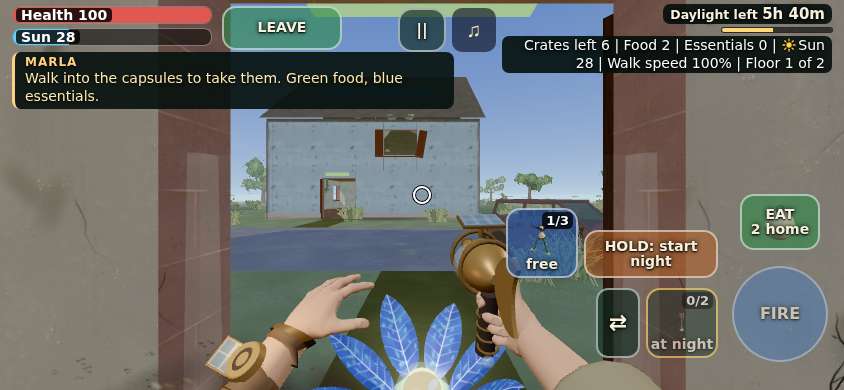 Health 100
Sun 28
LEAVE
MARLA
Walk into the capsules to take them. Green food, blue
essentials.
Daylight left 5h 40m
Crates left 6 | Food 2 | Essentials 0 | ☀Sun
28 | Walk speed 100% | Floor 1 of 2
1/3
free
HOLD: start
night
EAT
2 home
0/2
at night
FIRE